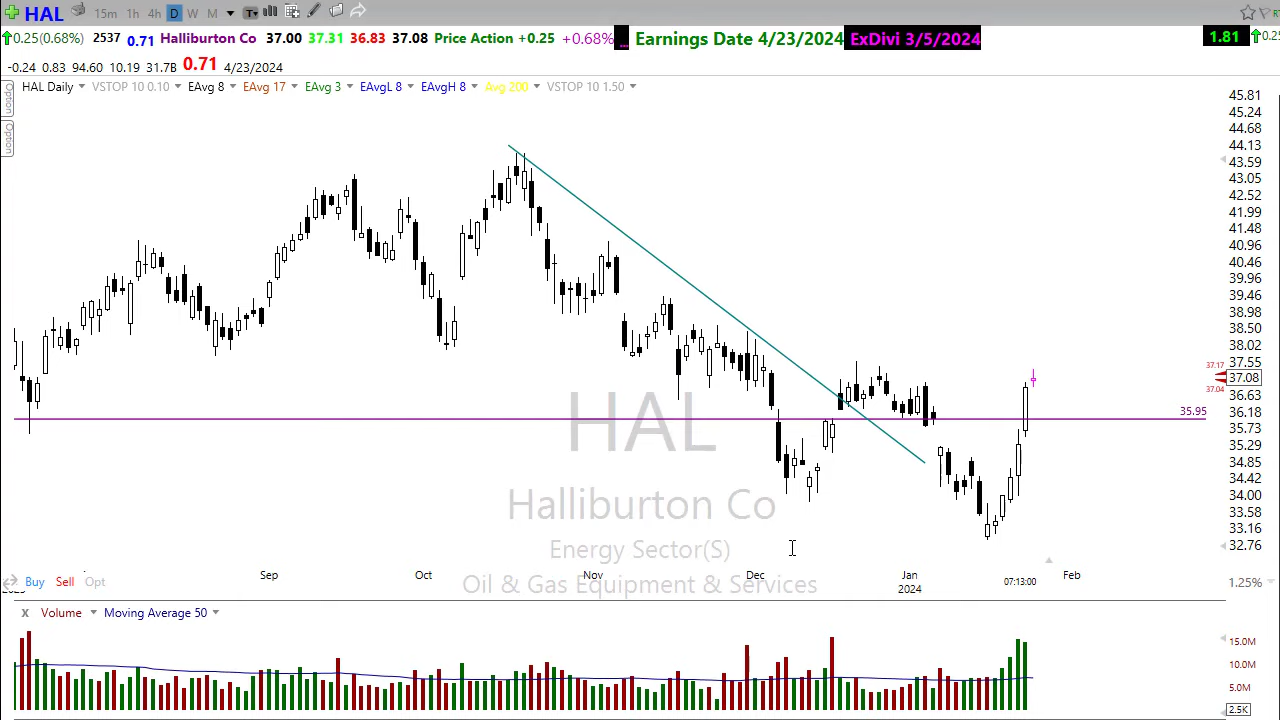 HAL 15m 1h 4h D W M
0.25(0.68%) 2537 0.71 Halliburton Co 37.00 37.31 36.83 37.08 Price Action +0.25 +0.68% ... Earnings Date 4/23/2024 ExDivi 3/5/2024 1.81
-0.24 0.83 94.60 10.19 31.7B 0.71 4/23/2024
HAL Daily VSTOP 10 0.10 EAvg 8 EAvg 17 EAvg 3 EAvgL 8 EAvgH 8 Avg 200 VSTOP 10 1.50
Option
Option
45.81
45.24
44.68
44.13
43.59
43.05
42.52
41.99
41.48
40.96
40.46
39.96
39.46
38.98
38.50
38.02
37.55
37.17
37.08
37.04
36.63
36.18
35.95
35.73
35.29
34.85
34.42
34.00
33.58
33.16
32.76
HAL
Halliburton Co
Energy Sector(S)
Oil & Gas Equipment & Services
Sep Oct Nov Dec Jan Feb
2024
07:13:00
Buy Sell Opt
1.25%
X Volume Moving Average 50
15.0M
10.0M
5.0M
2.5K